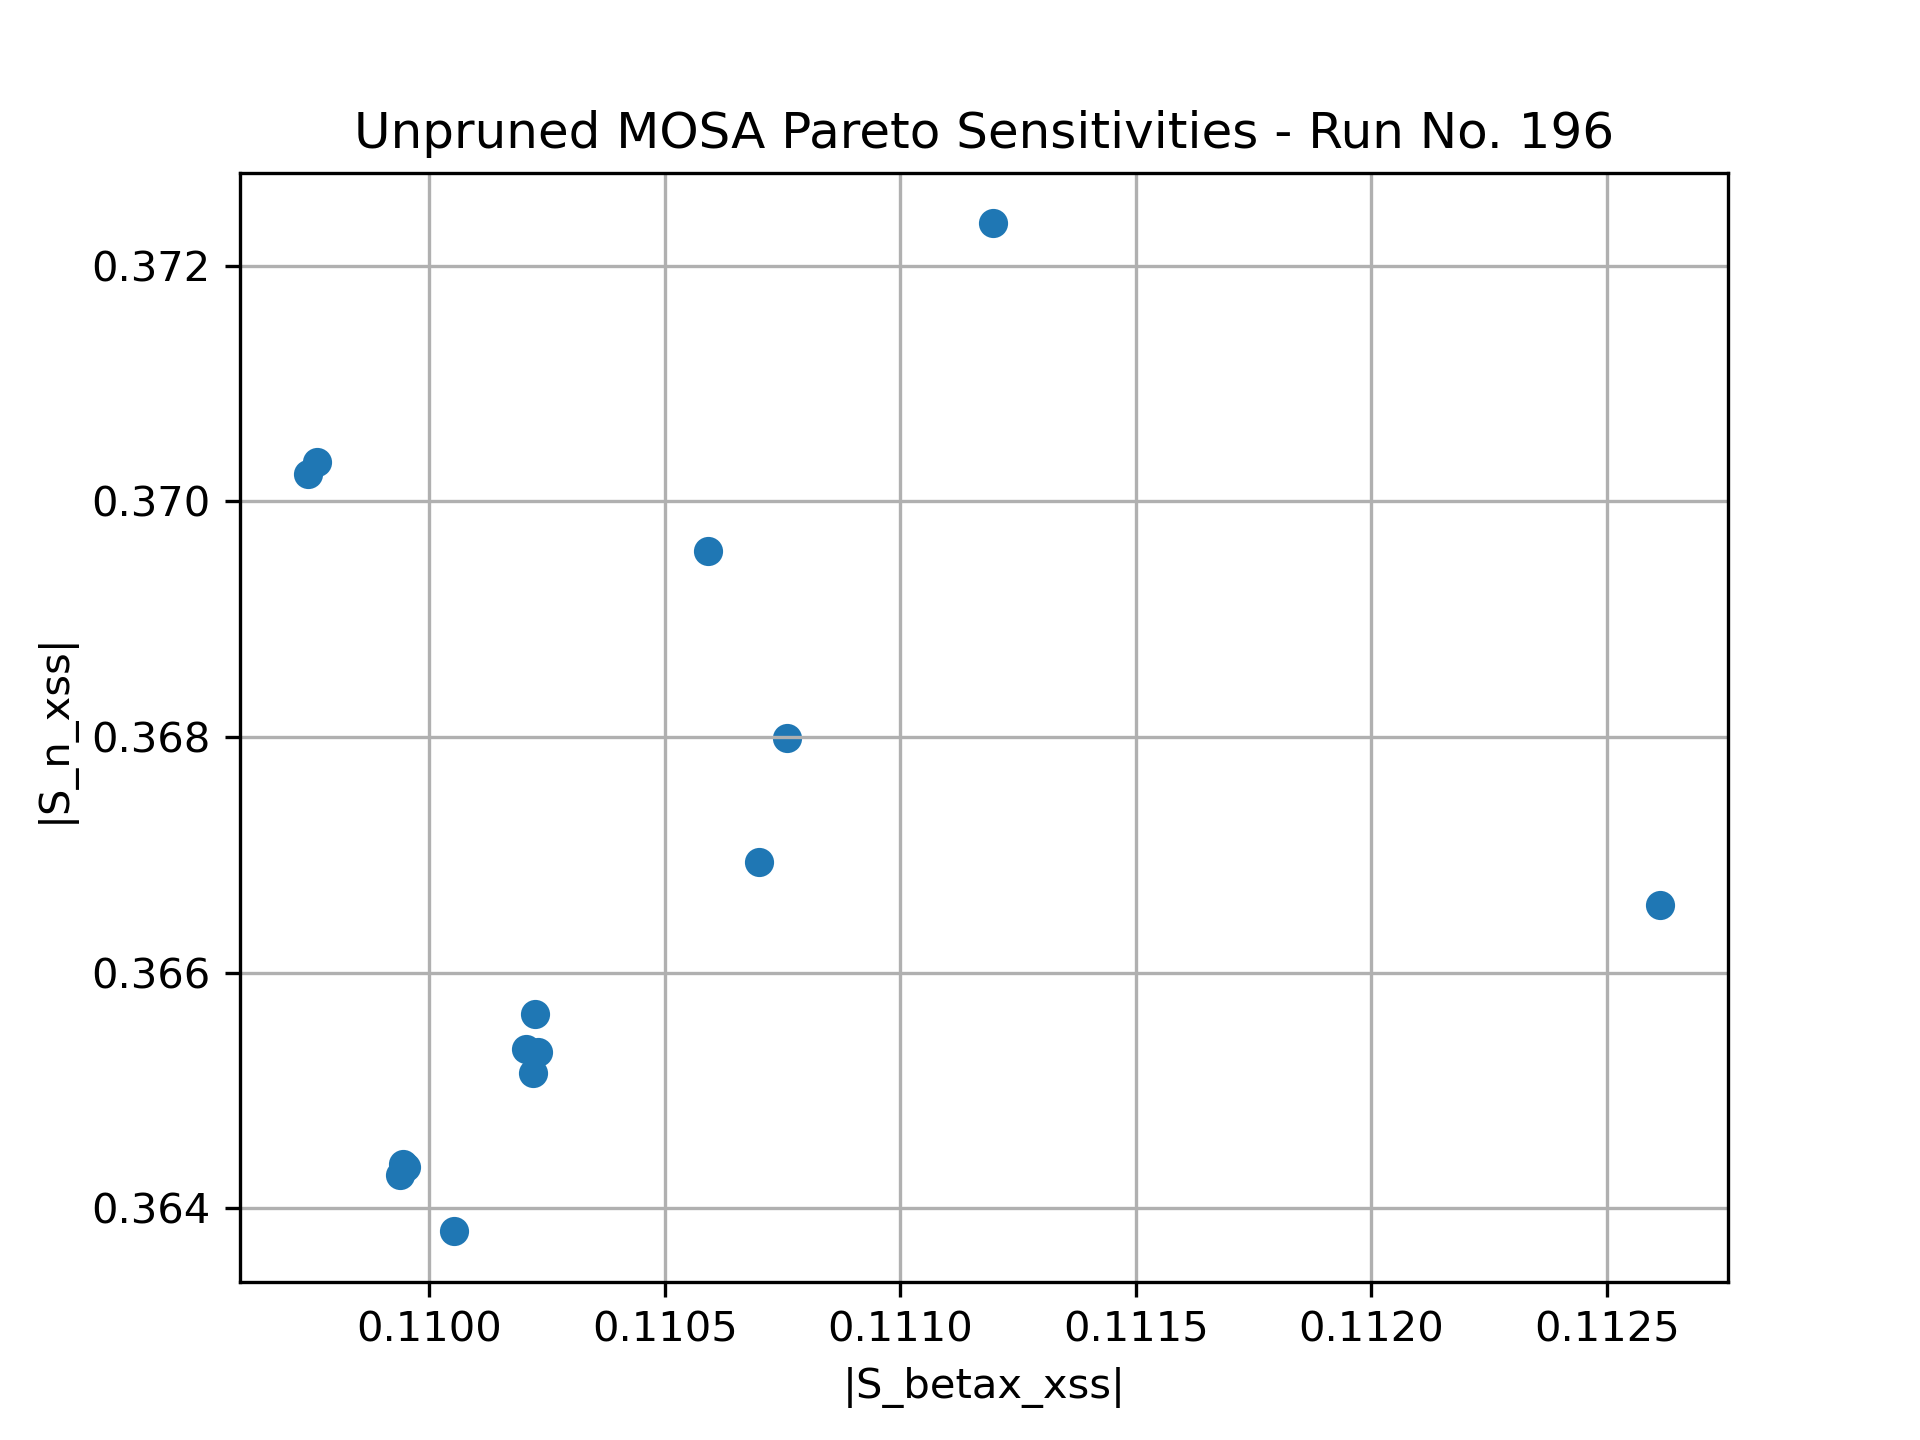 Unpruned MOSA Pareto Sensitivities - Run No. 196
|S_n_xss|
0.372
0.370
0.368
0.366
0.364
0.1100 0.1105 0.1110 0.1115 0.1120 0.1125
|S_betax_xss|